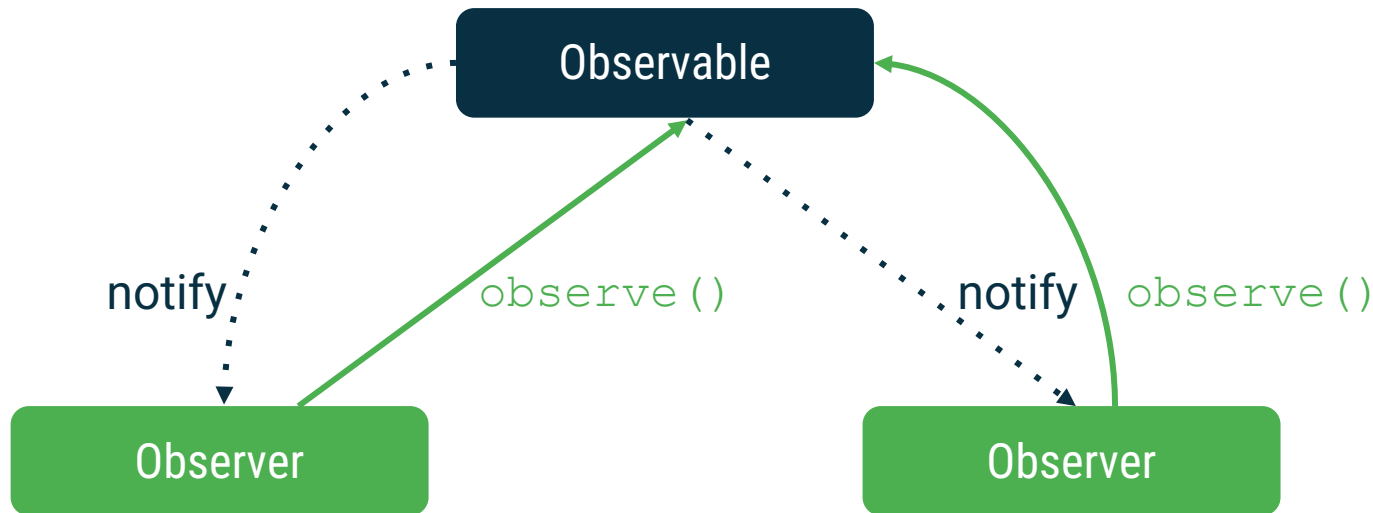 Observable
notify
observe()
notify
observe()
Observer
Observer